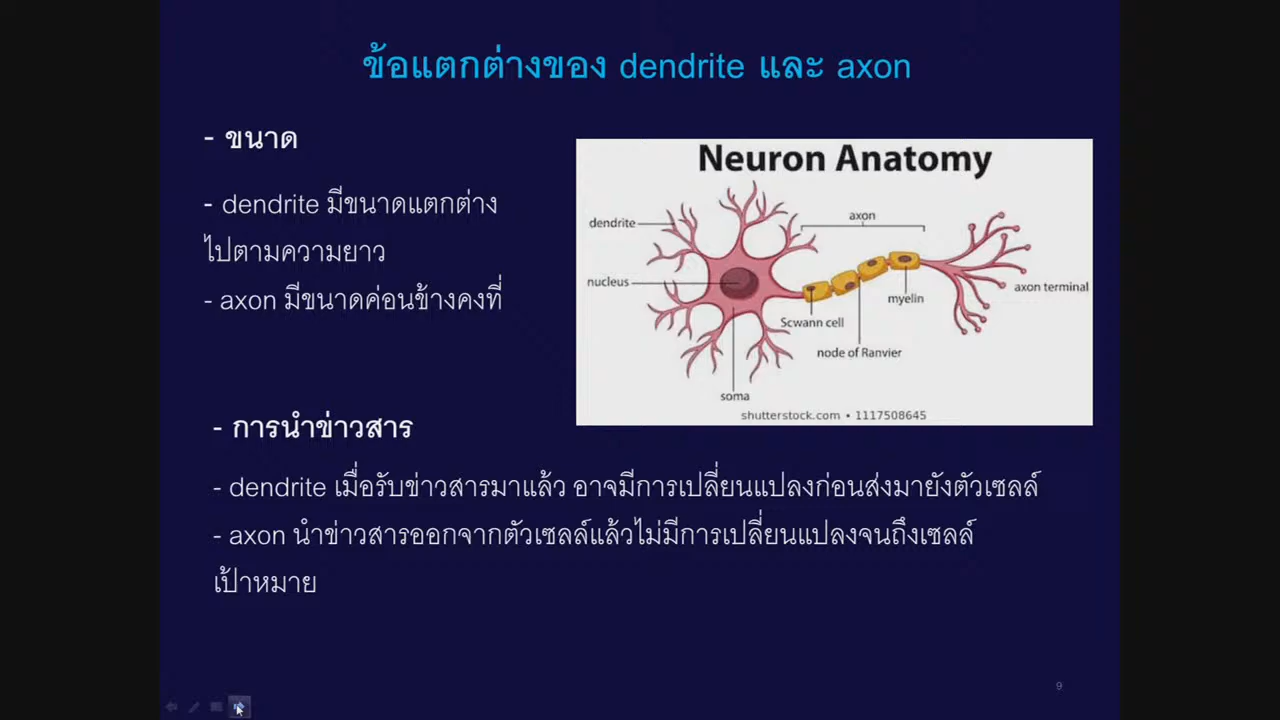 ข้อแตกต่างของ dendrite และ axon
- ขนาด
- dendrite มีขนาดแตกต่าง
ไปตามความยาว
- axon มีขนาดค่อนข้างคงที่
Neuron Anatomy
dendrite
axon
nucleus
axon terminal
myelin
Scwann cell
node of Ranvier
soma
shutterstock.com • 1117508645
- การนำข่าวสาร
- dendrite เมื่อรับข่าวสารมาแล้ว อาจมีการเปลี่ยนแปลงก่อนส่งมายังตัวเซลล์
- axon นำข่าวสารออกจากตัวเซลล์แล้วไม่มีการเปลี่ยนแปลงจนถึงเซลล์
เป้าหมาย
9